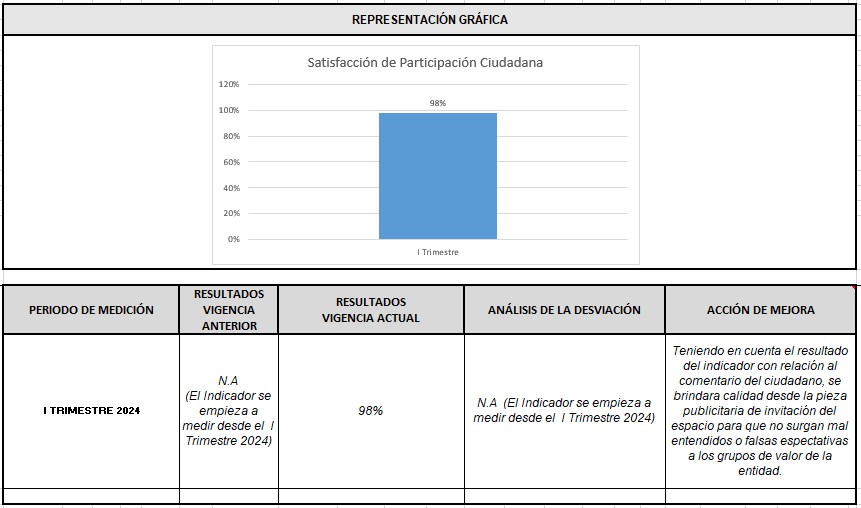 REPRESENTACIÓN GRÁFICA
Satisfacción de Participación Ciudadana
120%
100%
80%
60%
40%
20%
0%
98%
I Trimestre
PERIODO DE MEDICIÓN
RESULTADOS
VIGENCIA
ANTERIOR
RESULTADOS
VIGENCIA ACTUAL
ANÁLISIS DE LA DESVIACIÓN
ACCIÓN DE MEJORA
I TRIMESTRE 2024
N.A
(El Indicador se
empieza a
medir desde el I
Trimestre 2024)
98%
N.A (El Indicador se empieza a
medir desde el I Trimestre 2024)
Teniendo en cuenta el resultado
del indicador con relación al
comentario del ciudadano, se
brindara calidad desde la pieza
publicitaria de invitación del
espacio para que no surgan mal
entendidos o falsas espectativas
a los grupos de valor de la
entidad.